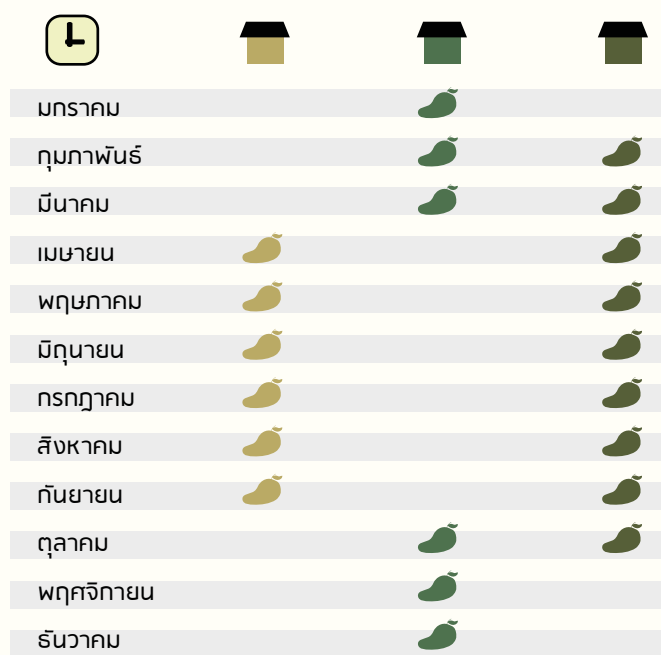 มกราคม
กุมภาพันธ์
มีนาคม
เมษายน
พฤษภาคม
มิถุนายน
กรกฎาคม
สิงหาคม
กันยายน
ตุลาคม
พฤศจิกายน
ธันวาคม